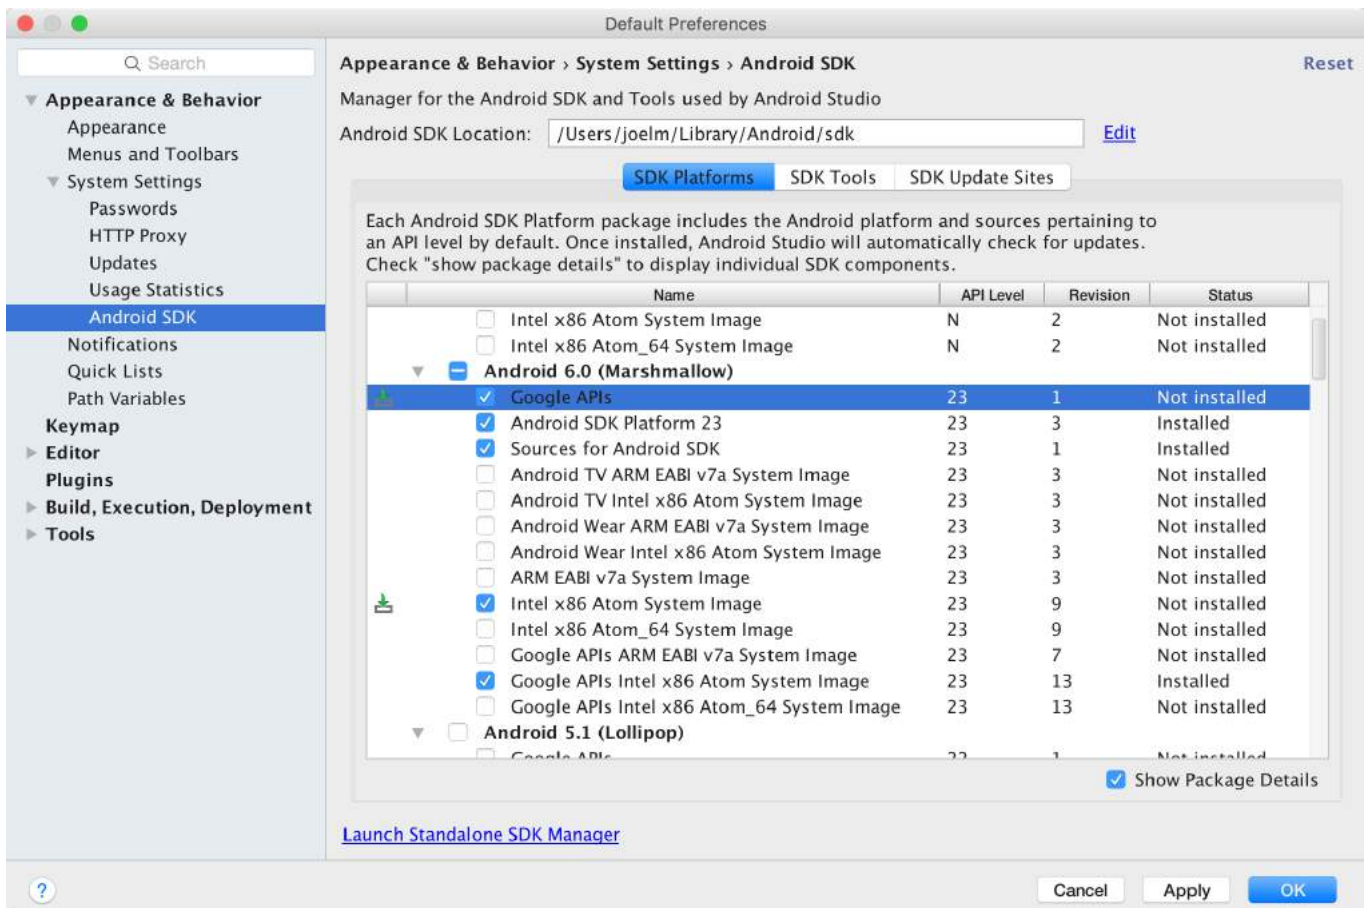 Default Preferences
Search
Appearance & Behavior
Appearance
Menus and Toolbars
System Settings
Passwords
HTTP Proxy
Updates
Usage Statistics
Android SDK
Notifications
Quick Lists
Path Variables
Keymap
Editor
Plugins
Build, Execution, Deployment
Tools
Appearance & Behavior › System Settings › Android SDK Reset
Manager for the Android SDK and Tools used by Android Studio
Android SDK Location: /Users/joelm/Library/Android/sdk Edit
SDK Platforms SDK Tools SDK Update Sites
Each Android SDK Platform package includes the Android platform and sources pertaining to
an API level by default. Once installed, Android Studio will automatically check for updates.
Check "show package details" to display individual SDK components.
Name API Level Revision Status
Intel x86 Atom System Image N 2 Not installed
Intel x86 Atom_64 System Image N 2 Not installed
Android 6.0 (Marshmallow)
Google APIs 23 1 Not installed
Android SDK Platform 23 23 3 Installed
Sources for Android SDK 23 1 Installed
Android TV ARM EABI v7a System Image 23 3 Not installed
Android TV Intel x86 Atom System Image 23 3 Not installed
Android Wear ARM EABI v7a System Image 23 3 Not installed
Android Wear Intel x86 Atom System Image 23 3 Not installed
ARM EABI v7a System Image 23 3 Not installed
Intel x86 Atom System Image 23 9 Not installed
Intel x86 Atom_64 System Image 23 9 Not installed
Google APIs ARM EABI v7a System Image 23 7 Not installed
Google APIs Intel x86 Atom System Image 23 13 Installed
Google APIs Intel x86 Atom_64 System Image 23 13 Not installed
Android 5.1 (Lollipop)
Google APIs 22 1 Not installed
Show Package Details
Launch Standalone SDK Manager
? Cancel Apply OK